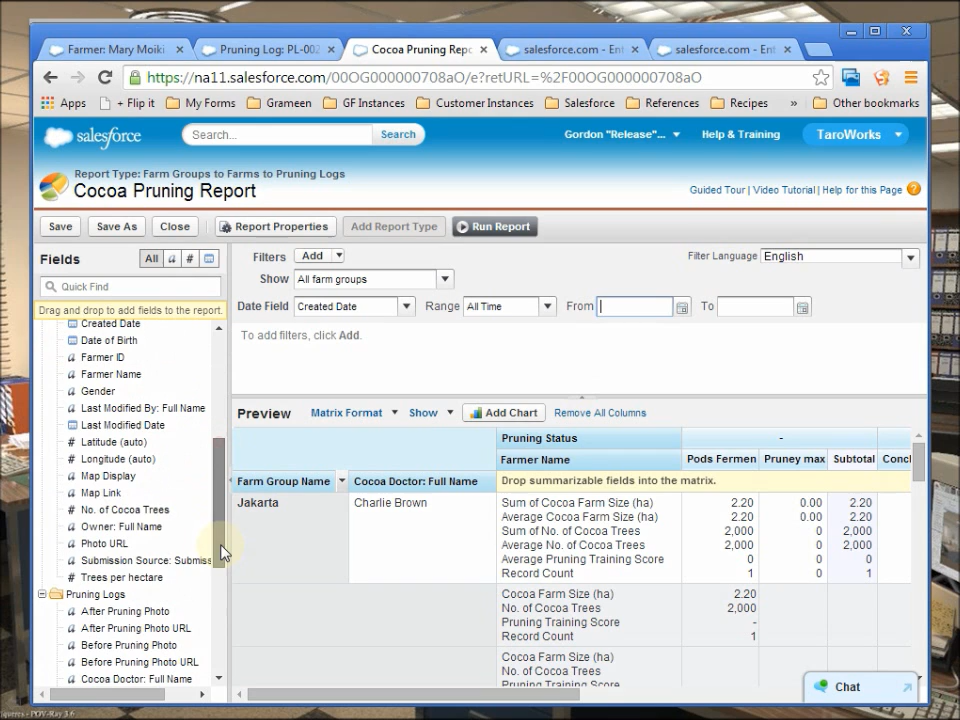 Farmer: Mary Moiki
Pruning Log: PL-002
Cocoa Pruning Repo
salesforce.com - Ent
salesforce.com - Ent
https://na11.salesforce.com/00OG000000708aO/e?retURL=%2F00OG000000708aO
Apps + Flip it My Forms Grameen GF Instances Customer Instances Salesforce References Recipes » Other bookmarks
salesforce Search... Search Gordon "Release"... Help & Training TaroWorks
Report Type: Farm Groups to Farms to Pruning Logs
Cocoa Pruning Report
Guided Tour | Video Tutorial | Help for this Page
Save Save As Close Report Properties Add Report Type Run Report
Fields All a #
Quick Find
Drag and drop to add fields to the report.
Created Date
Date of Birth
Farmer ID
Farmer Name
Gender
Last Modified By: Full Name
Last Modified Date
Latitude (auto)
Longitude (auto)
Map Display
Map Link
No. of Cocoa Trees
Owner: Full Name
Photo URL
Submission Source: Submiss
Trees per hectare
Pruning Logs
After Pruning Photo
After Pruning Photo URL
Before Pruning Photo
Before Pruning Photo URL
Cocoa Doctor: Full Name
Filters Add Filter Language English
Show All farm groups
Date Field Created Date Range All Time From To
To add filters, click Add.
Preview Matrix Format Show Add Chart Remove All Columns
Pruning Status -
Farmer Name Pods Fermen Pruney max Subtotal Concl
Farm Group Name Cocoa Doctor: Full Name Drop summarizable fields into the matrix.
Jakarta Charlie Brown Sum of Cocoa Farm Size (ha) 2.20 0.00 2.20
Average Cocoa Farm Size (ha) 2.20 0.00 2.20
Sum of No. of Cocoa Trees 2,000 0 2,000
Average No. of Cocoa Trees 2,000 0 2,000
Average Pruning Training Score 0 0 0
Record Count 1 0 1
Cocoa Farm Size (ha) 2.20
No. of Cocoa Trees 2,000
Pruning Training Score -
Record Count 1
Cocoa Farm Size (ha)
No. of Cocoa Trees
Pruning Training Score
Chat